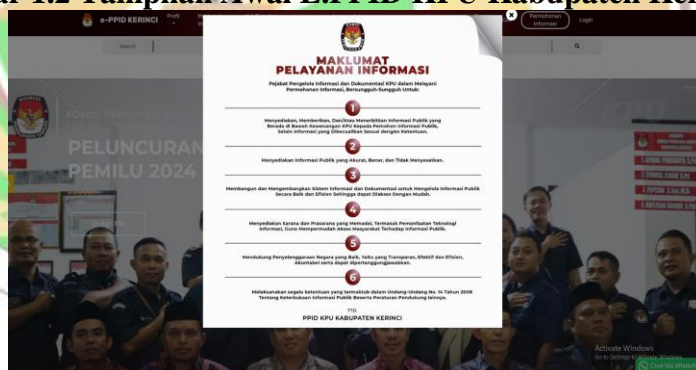 1.2 Tampilan Awal E.PPID KPU Kabupaten Ker
e-PPID KERINCI
Profil
Permohonan
Informasi
Login
Search
MAKLUMAT
PELAYANAN INFORMASI
Pejabat Pengelola Informasi dan Dokumentasi KPU dalam Melayani
Permohonan Informasi, Bersungguh-Sungguh Untuk:
1
Menyediakan, Memberikan, Dan/Atau Menerbitkan Informasi Publik yang
Berada di Bawah Kewenangan KPU Kepada Pemohon Informasi Publik,
Selain Informasi yang Dikecualikan Sesuai dengan Ketentuan.
2
Menyediakan Informasi Publik yang Akurat, Benar, dan Tidak Menyesatkan.
3
Membangun dan Mengembangkan Sistem Informasi dan Dokumentasi untuk Mengelola Informasi Publik
Secara Baik dan Efisien Sehingga dapat Diakses Dengan Mudah.
4
Menyediakan Sarana dan Prasarana yang Memadai, Termasuk Pemanfaatan Teknologi
Informasi, Guna Mempermudah Akses Masyarakat Terhadap Informasi Publik.
5
Mendukung Penyelenggaraan Negara yang Baik, Yaitu yang Transparan, Efektif dan Efisien,
Akuntabel serta dapat dipertanggungjawabkan.
6
Melaksanakan segala ketentuan yang termaktub dalam Undang-Undang No. 14 Tahun 2008
Tentang Keterbukaan Informasi Publik Beserta Peraturan Pendukung lainnya.
TTD.
PPID KPU KABUPATEN KERINCI
PELUNCURAN
PEMILU 2024
KPU
Activate Windows
Go to Settings to Activate Windows
Chat Via WhatsA